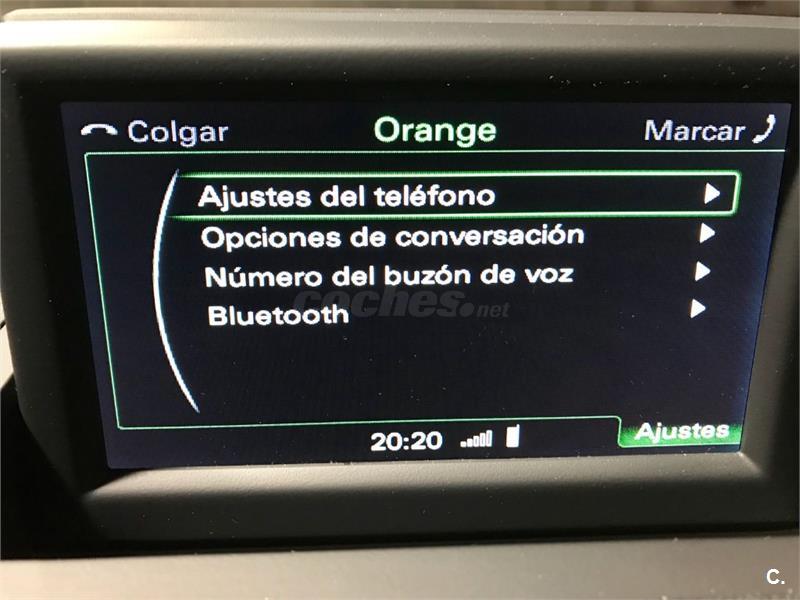 Colgar Orange Marcar
Ajustes del teléfono
Opciones de conversación
Número del buzón de voz
coches.net
Bluetooth
20:20 Ajustes
C.